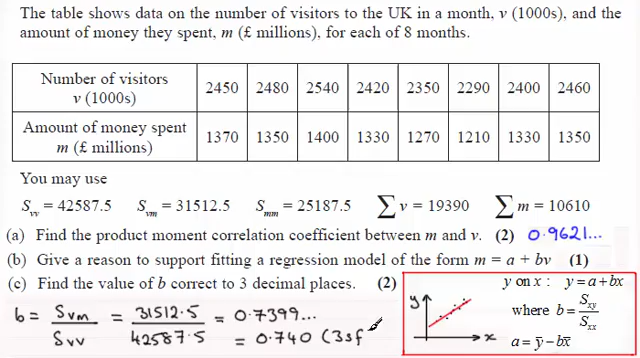 The table shows data on the number of visitors to the UK in a month, v (1000s), and the
amount of money they spent, m (£ millions), for each of 8 months.
Number of visitors v (1000s) 2450 2480 2540 2420 2350 2290 2400 2460
Amount of money spent m (£ millions) 1370 1350 1400 1330 1270 1210 1330 1350
You may use
S_vv = 42587.5 S_vm = 31512.5 S_mm = 25187.5 ∑ v = 19390 ∑ m = 10610
(a) Find the product moment correlation coefficient between m and v. (2) 0.9621...
(b) Give a reason to support fitting a regression model of the form m = a + bv (1)
(c) Find the value of b correct to 3 decimal places. (2)
b = S_vm / S_vv = 31512.5 / 42587.5 = 0.7399...
= 0.740 (3sf
y on x : y = a + bx
where b = S_xy / S_xx
a = ȳ − bx̄
y
x